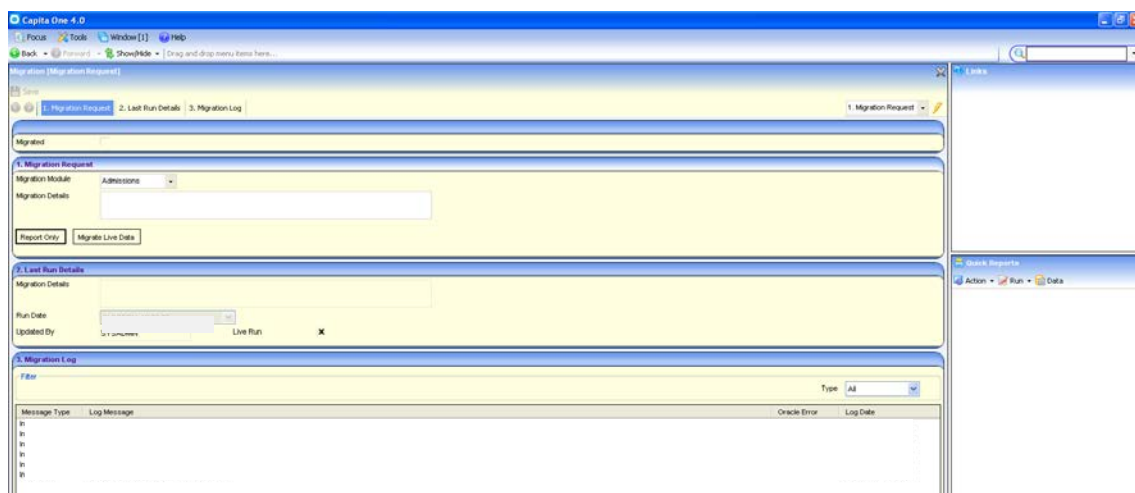 Capita One 4.0
Focus Tools Window [1] Help
Back Forward Show/Hide Drag and drop menu items here...
Migration [Migration Request]
Links
Save
1. Migration Request 2. Last Run Details 3. Migration Log 1. Migration Request
Migrated
1. Migration Request
Migration Module Admissions
Migration Details
Report Only Migrate Live Data
2. Last Run Details
Quick Reports
Migration Details
Action Run Data
Run Date
Updated By Live Run
3. Migration Log
Filter
Type All
Message Type Log Message Oracle Error Log Date
In
In
In
In
In
In